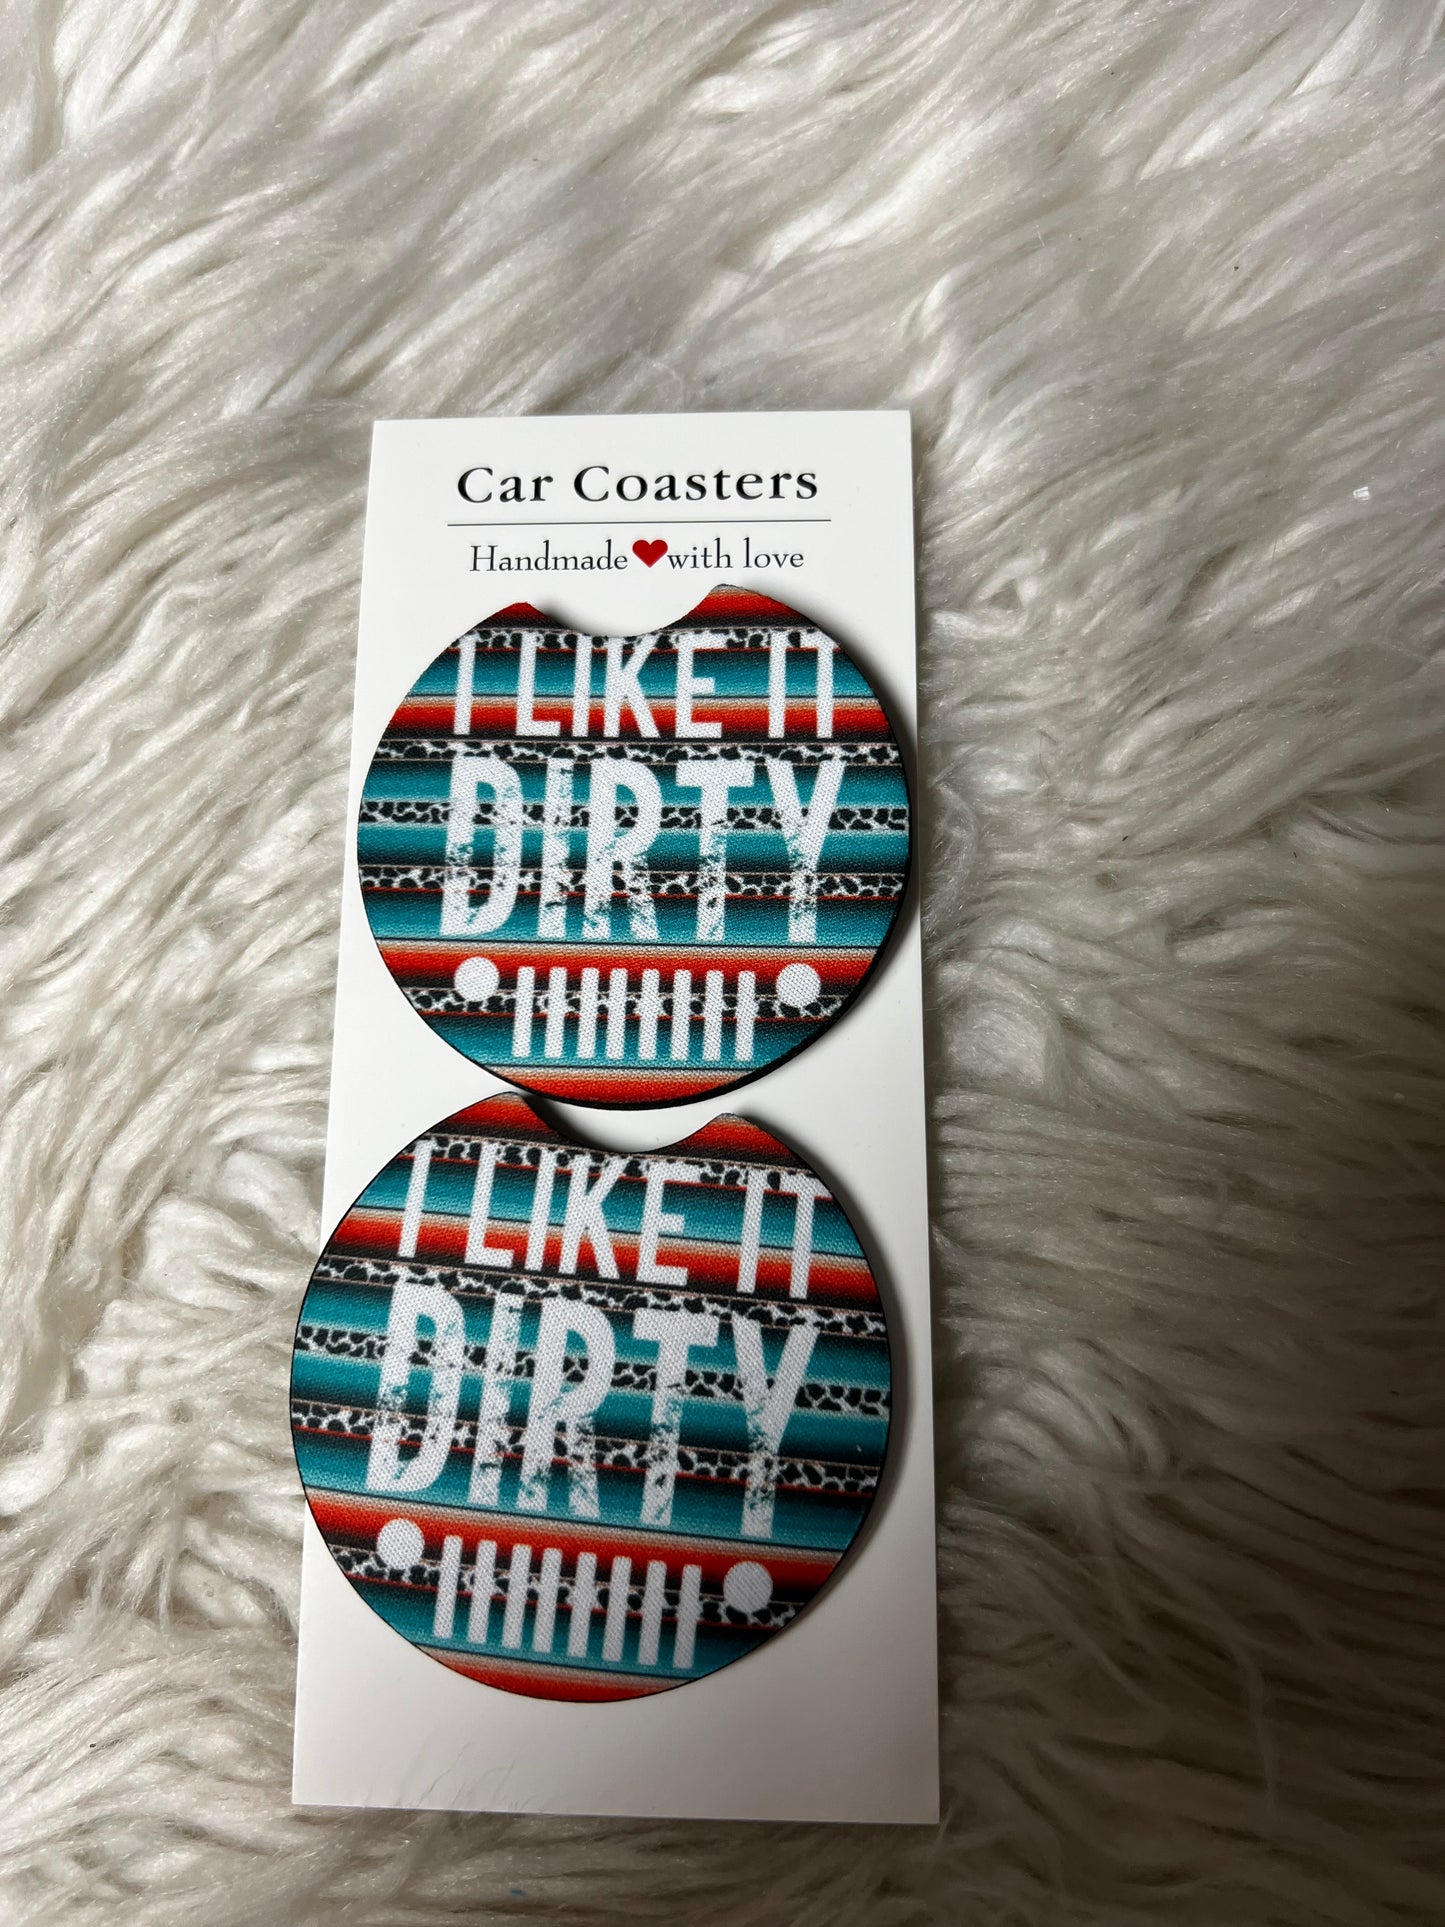 Car Coasters
Handmade❤with love
I LIKE IT
DIRTY
I LIKE IT
DIRTY